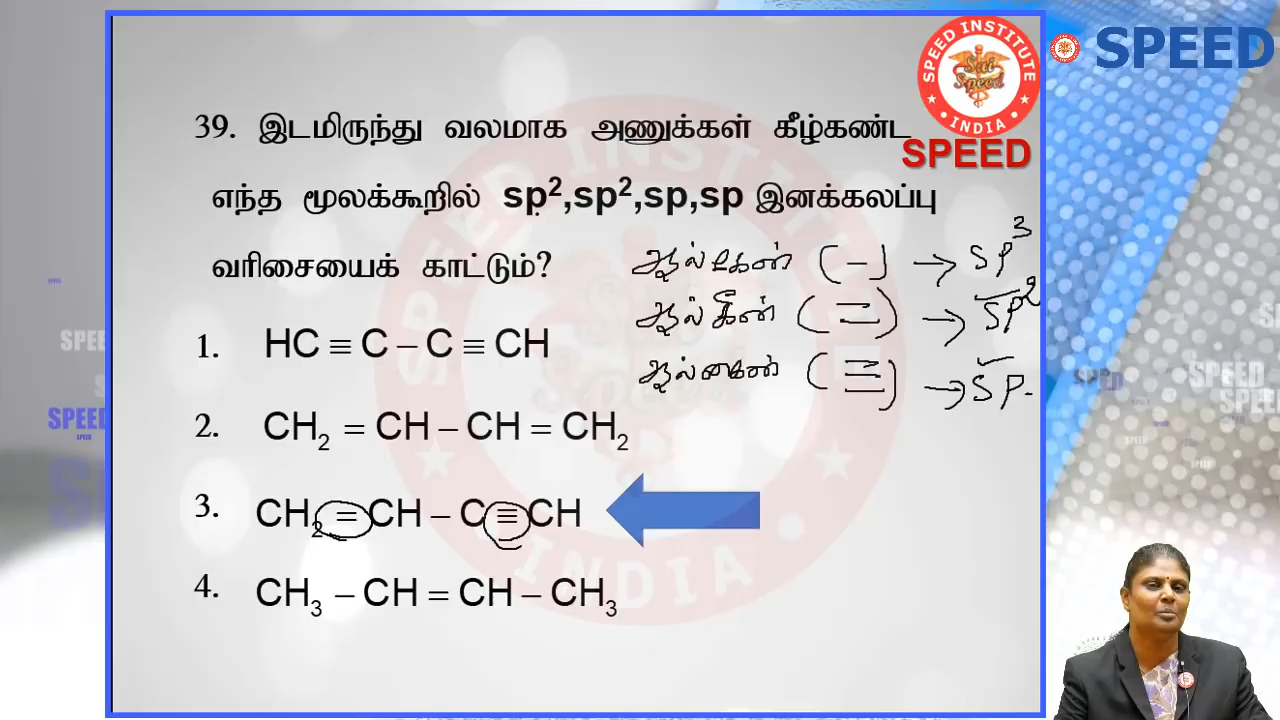 SPEED INSTITUTE
Sai
Speed
INDIA
SPEED
SPEED
39. இடமிருந்து வலமாக அணுக்கள் கீழ்கண்ட
எந்த மூலக்கூறில் sp²,sp²,sp,sp இனக்கலப்பு
வரிசையைக் காட்டும்?
ஆல்கேன் (–) → SP³
ஆல்கீன் (=) → SP²
ஆல்கைன் (≡) → SP.
1. HC ≡ C – C ≡ CH
2. CH₂ = CH – CH = CH₂
3. CH₂ = CH – C ≡ CH
4. CH₃ – CH = CH – CH₃